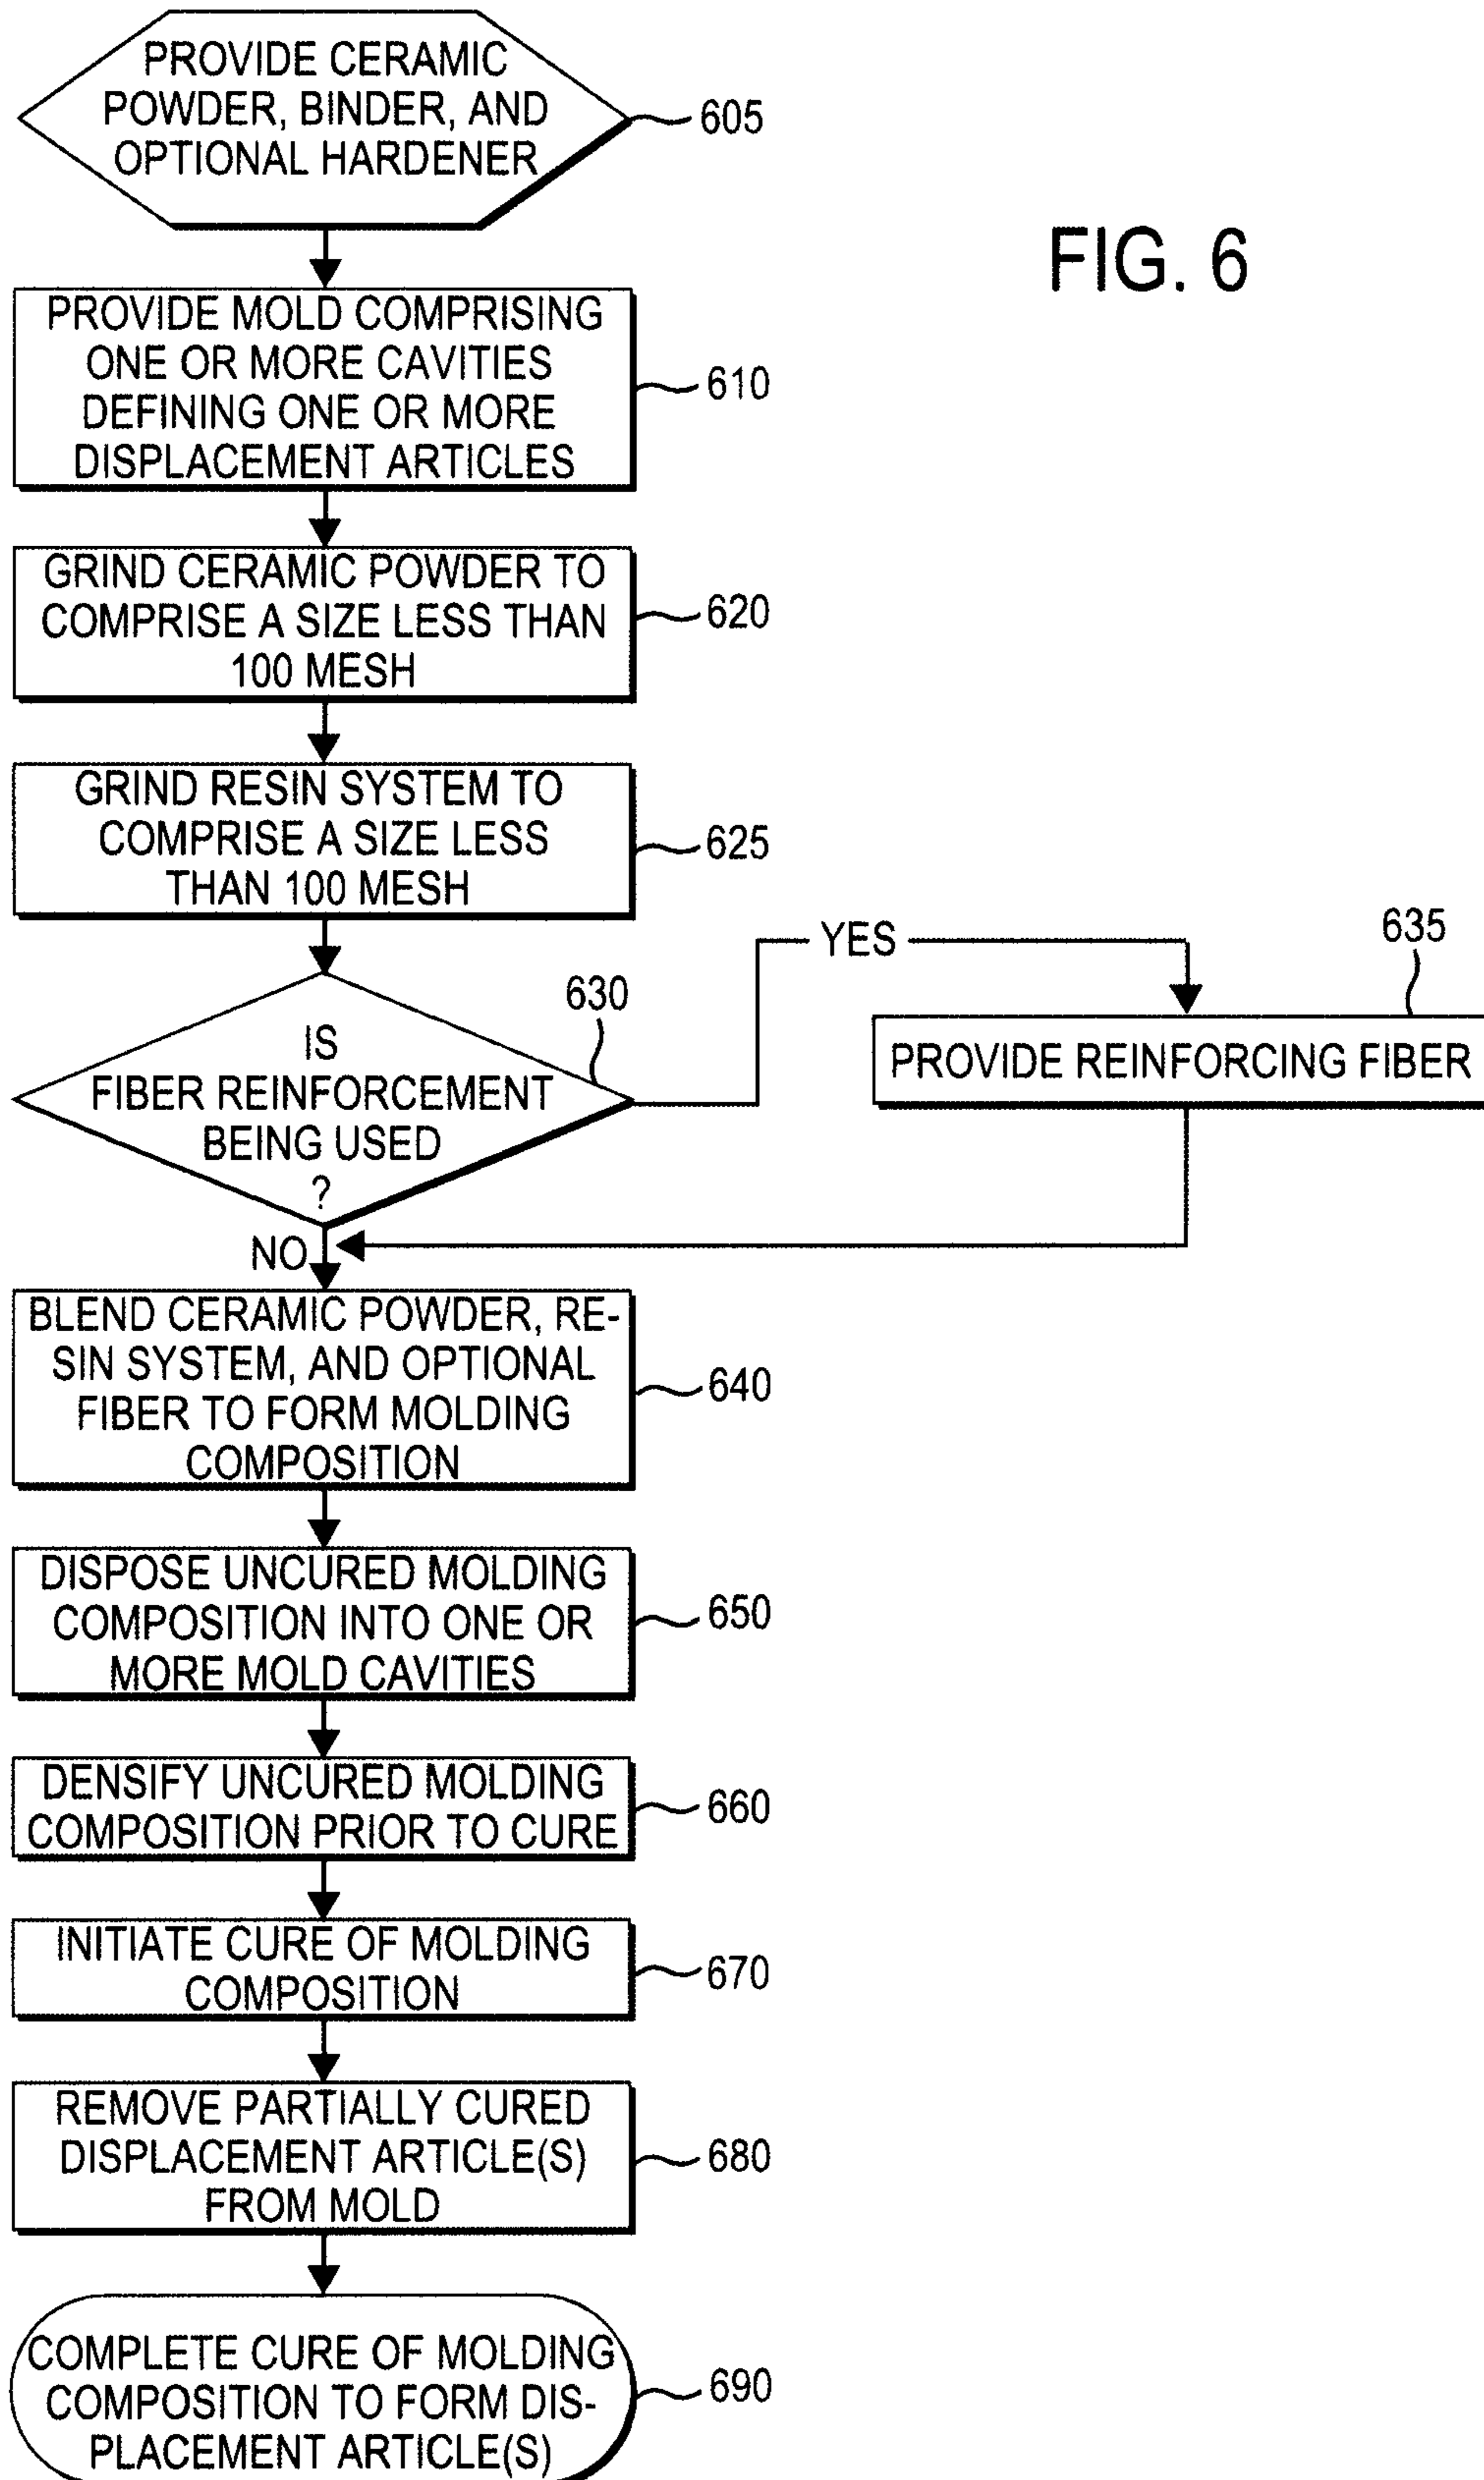 PROVIDE CERAMIC
POWDER, BINDER, AND
OPTIONAL HARDENER
605
FIG. 6
PROVIDE MOLD COMPRISING
ONE OR MORE CAVITIES
DEFINING ONE OR MORE
DISPLACEMENT ARTICLES
610
GRIND CERAMIC POWDER TO
COMPRISE A SIZE LESS THAN
100 MESH
620
GRIND RESIN SYSTEM TO
COMPRISE A SIZE LESS
THAN 100 MESH
625
IS
FIBER REINFORCEMENT
BEING USED
?
630
YES
635
PROVIDE REINFORCING FIBER
NO
BLEND CERAMIC POWDER, RE-
SIN SYSTEM, AND OPTIONAL
FIBER TO FORM MOLDING
COMPOSITION
640
DISPOSE UNCURED MOLDING
COMPOSITION INTO ONE OR
MORE MOLD CAVITIES
650
DENSIFY UNCURED MOLDING
COMPOSITION PRIOR TO CURE
660
INITIATE CURE OF MOLDING
COMPOSITION
670
REMOVE PARTIALLY CURED
DISPLACEMENT ARTICLE(S)
FROM MOLD
680
COMPLETE CURE OF MOLDING
COMPOSITION TO FORM DIS-
PLACEMENT ARTICLE(S)
690